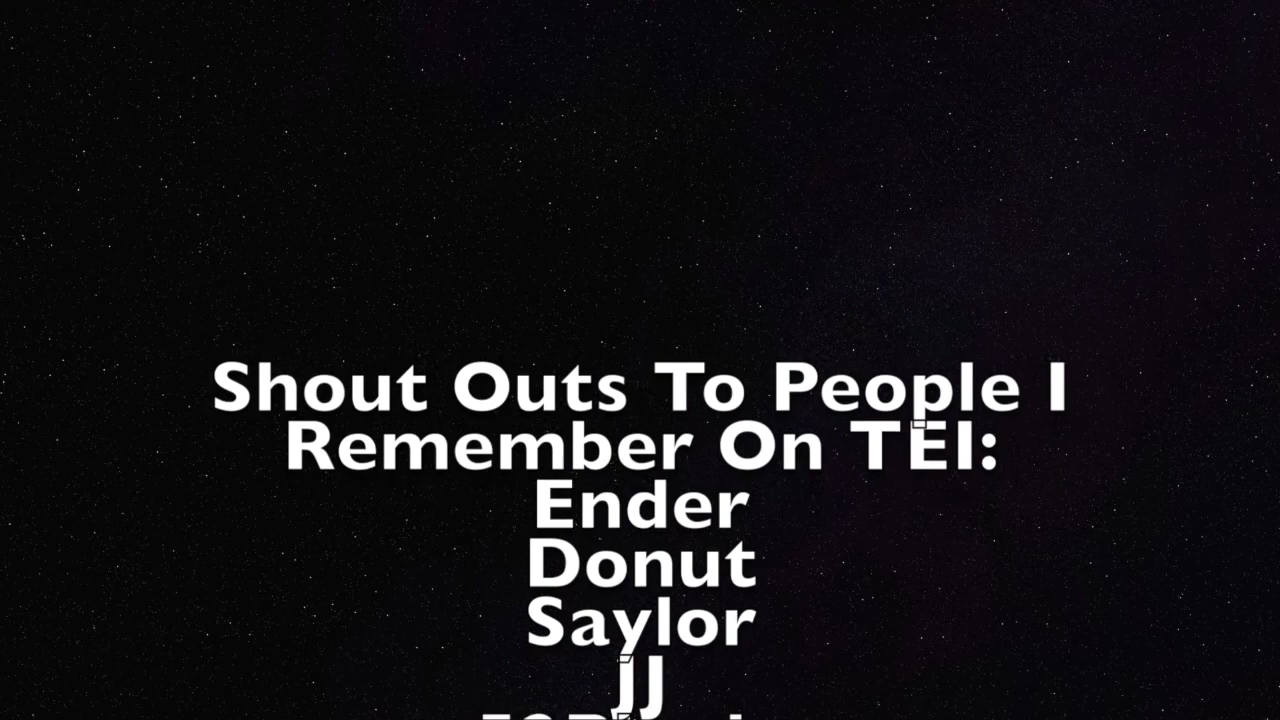 Shout Outs To People I
Remember On TEI:
Ender
Donut
Saylor
JJ